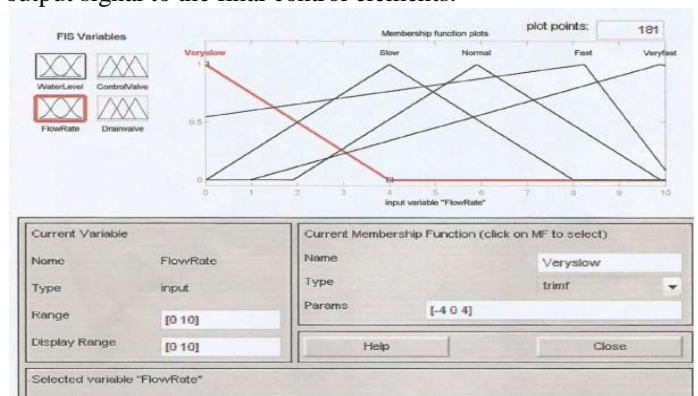 output signal to the final control elements.
FIS Variables
Membership function plots
plot points:
181
WaterLevel
ControlValve
FlowRate
Drainvalve
Veryslow
Slow
Normal
Fast
Veryfast
1
0.5
0
0 1 2 3 4 5 6 7 8 9 10
input variable "FlowRate"
Current Variable
Name
FlowRate
Type
input
Range
[0 10]
Display Range
[0 10]
Current Membership Function (click on MF to select)
Name
Veryslow
Type
trimf
Params
[-4 0 4]
Help
Close
Selected variable "FlowRate"